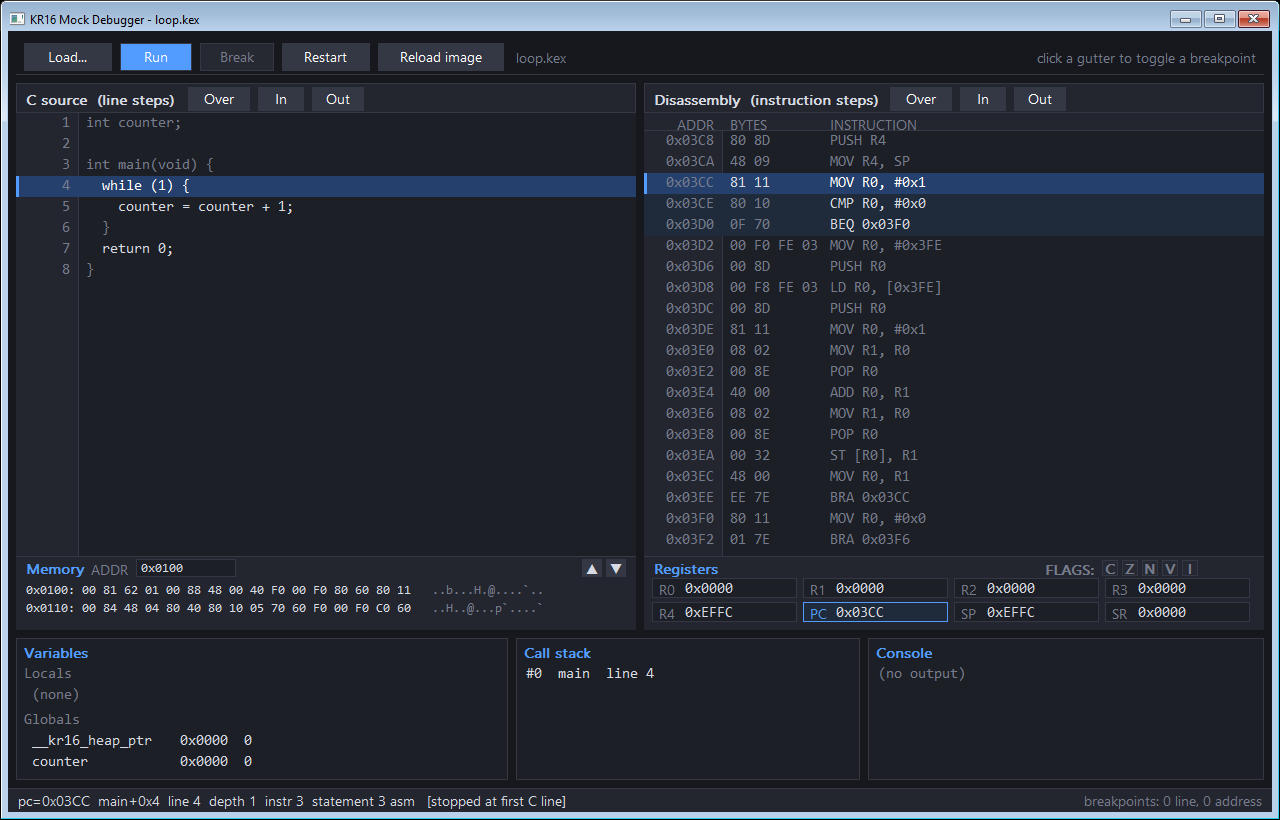 KR16 Mock Debugger - loop.kex
Load... Run Break Restart Reload image loop.kex click a gutter to toggle a breakpoint
C source (line steps) Over In Out
1 int counter;
2
3 int main(void) {
4 while (1) {
5 counter = counter + 1;
6 }
7 return 0;
8 }
Disassembly (instruction steps) Over In Out
ADDR BYTES INSTRUCTION
0x03C8 80 8D PUSH R4
0x03CA 48 09 MOV R4, SP
0x03CC 81 11 MOV R0, #0x1
0x03CE 80 10 CMP R0, #0x0
0x03D0 0F 70 BEQ 0x03F0
0x03D2 00 F0 FE 03 MOV R0, #0x3FE
0x03D6 00 8D PUSH R0
0x03D8 00 F8 FE 03 LD R0, [0x3FE]
0x03DC 00 8D PUSH R0
0x03DE 81 11 MOV R0, #0x1
0x03E0 08 02 MOV R1, R0
0x03E2 00 8E POP R0
0x03E4 40 00 ADD R0, R1
0x03E6 08 02 MOV R1, R0
0x03E8 00 8E POP R0
0x03EA 00 32 ST [R0], R1
0x03EC 48 00 MOV R0, R1
0x03EE EE 7E BRA 0x03CC
0x03F0 80 11 MOV R0, #0x0
0x03F2 01 7E BRA 0x03F6
Memory ADDR 0x0100 ▲ ▼
0x0100: 00 81 62 01 00 88 48 00 40 F0 00 F0 80 60 80 11 ..b...H.@....`..
0x0110: 00 84 48 04 80 40 80 10 05 70 60 F0 00 F0 C0 60 ..H..@...p`....`
Registers FLAGS: C Z N V I
R0 0x0000 R1 0x0000 R2 0x0000 R3 0x0000
R4 0xEFFC PC 0x03CC SP 0xEFFC SR 0x0000
Variables
Locals
(none)
Globals
__kr16_heap_ptr 0x0000 0
counter 0x0000 0
Call stack
#0 main line 4
Console
(no output)
pc=0x03CC main+0x4 line 4 depth 1 instr 3 statement 3 asm [stopped at first C line] breakpoints: 0 line, 0 address